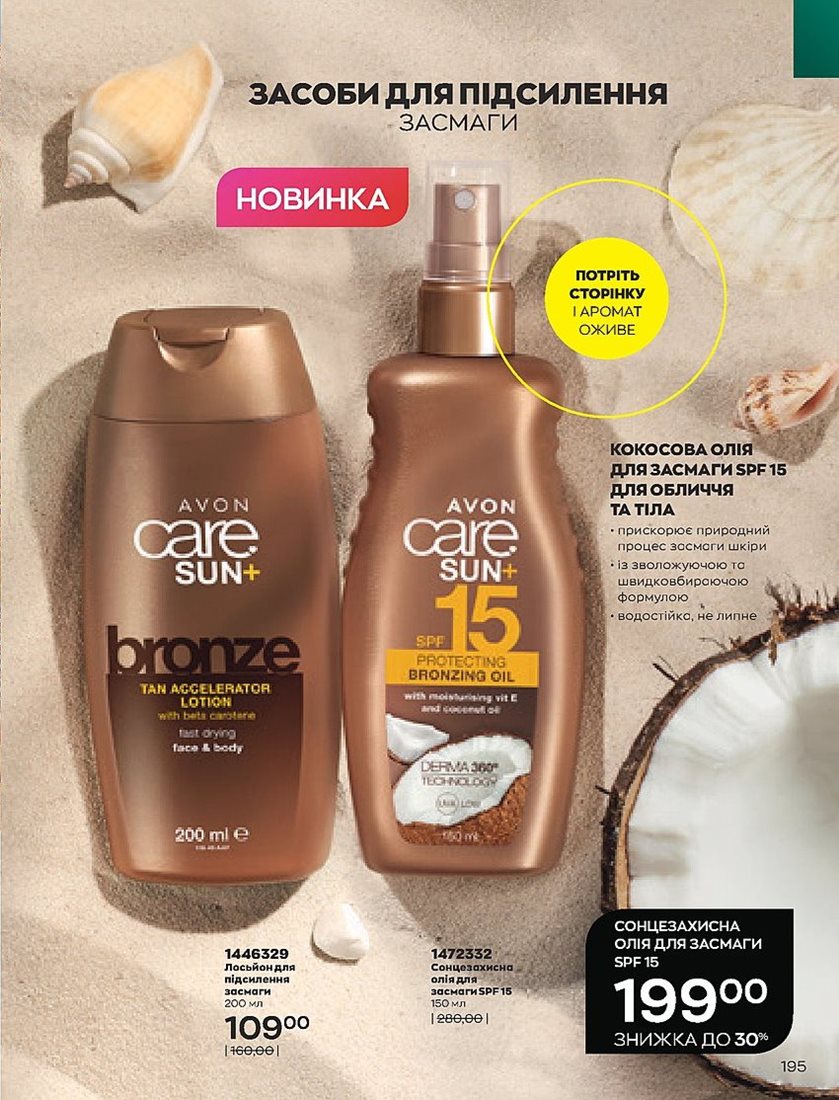 ЗАСОБИ ДЛЯ ПІДСИЛЕННЯ
ЗАСМАГИ
НОВИНКА
ПОТРІТЬ
СТОРІНКУ
І АРОМАТ
ОЖИВЕ
КОКОСОВА ОЛІЯ
ДЛЯ ЗАСМАГИ SPF 15
ДЛЯ ОБЛИЧЧЯ
ТА ТІЛА
• прискорює природний
процес засмаги шкіри
• із зволожуючою та
швидковбираючою
формулою
• водостійка, не липне
AVON
care
SUN+
bronze
TAN ACCELERATOR
LOTION
with beta carotene
fast drying
face & body
200 ml e
AVON
care
SUN+
SPF 15
PROTECTING
BRONZING OIL
with moisturising vit E
and coconut oil
DERMA 360°
TECHNOLOGY
UVA LOW
150 ml
1446329
Лосьйон для
підсилення
засмаги
200 мл
109⁰⁰
|160,00|
1472332
Сонцезахисна
олія для
засмаги SPF 15
150 мл
|280,00|
СОНЦЕЗАХИСНА
ОЛІЯ ДЛЯ ЗАСМАГИ
SPF 15
199⁰⁰
ЗНИЖКА ДО 30%
195